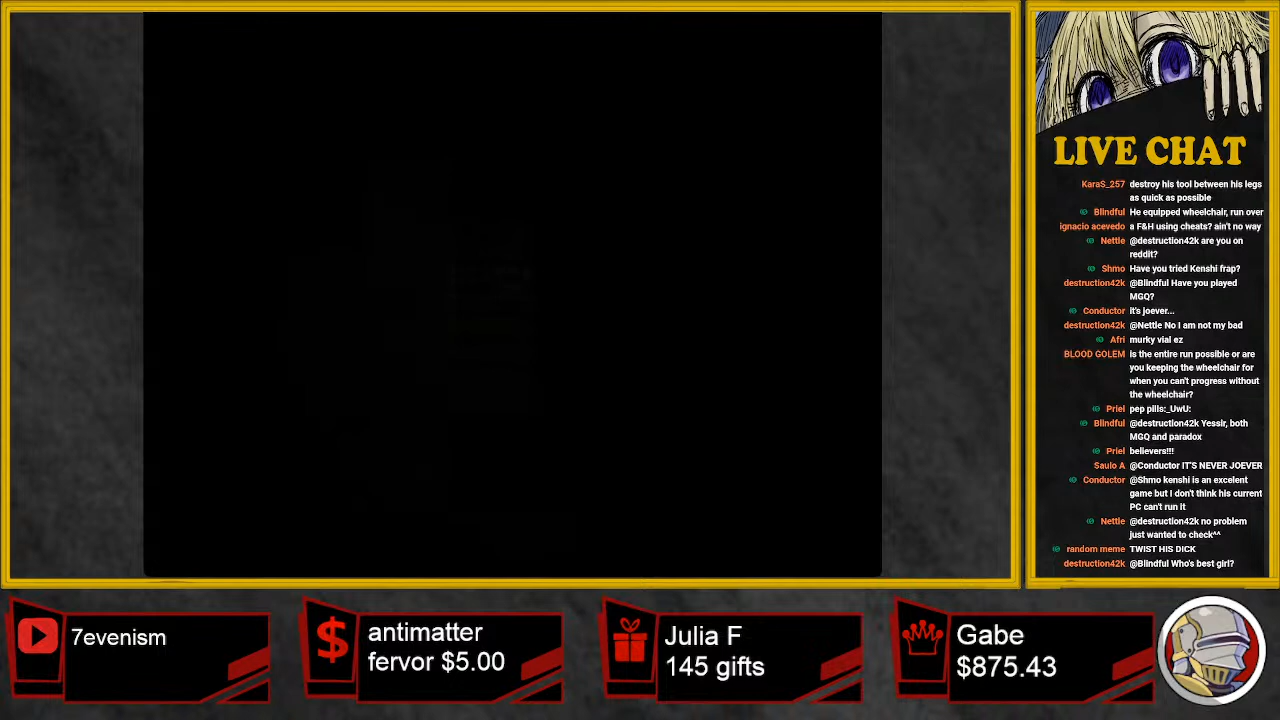 LIVE CHAT
KaraS_257 destroy his tool between his legs
as quick as possible
Blindful He equipped wheelchair, run over
ignacio acevedo a F&H using cheats? ain't no way
Nettle @destruction42k are you on
reddit?
Shmo Have you tried Kenshi frap?
destruction42k @Blindful Have you played
MGQ?
Conductor it's joever...
destruction42k @Nettle No I am not my bad
Afri murky vial ez
BLOOD GOLEM is the entire run possible or are
you keeping the wheelchair for
when you can't progress without
the wheelchair?
Priel pep pills:_UwU:
Blindful @destruction42k Yessir, both
MGQ and paradox
Priel believers!!!
Saulo A @Conductor IT'S NEVER JOEVER
Conductor @Shmo kenshi is an excelent
game but I don't think his current
PC can't run it
Nettle @destruction42k no problem
just wanted to check^^
random meme TWIST HIS DICK
destruction42k @Blindful Who's best girl?
7evenism
antimatter
fervor $5.00
Julia F
145 gifts
Gabe
$875.43